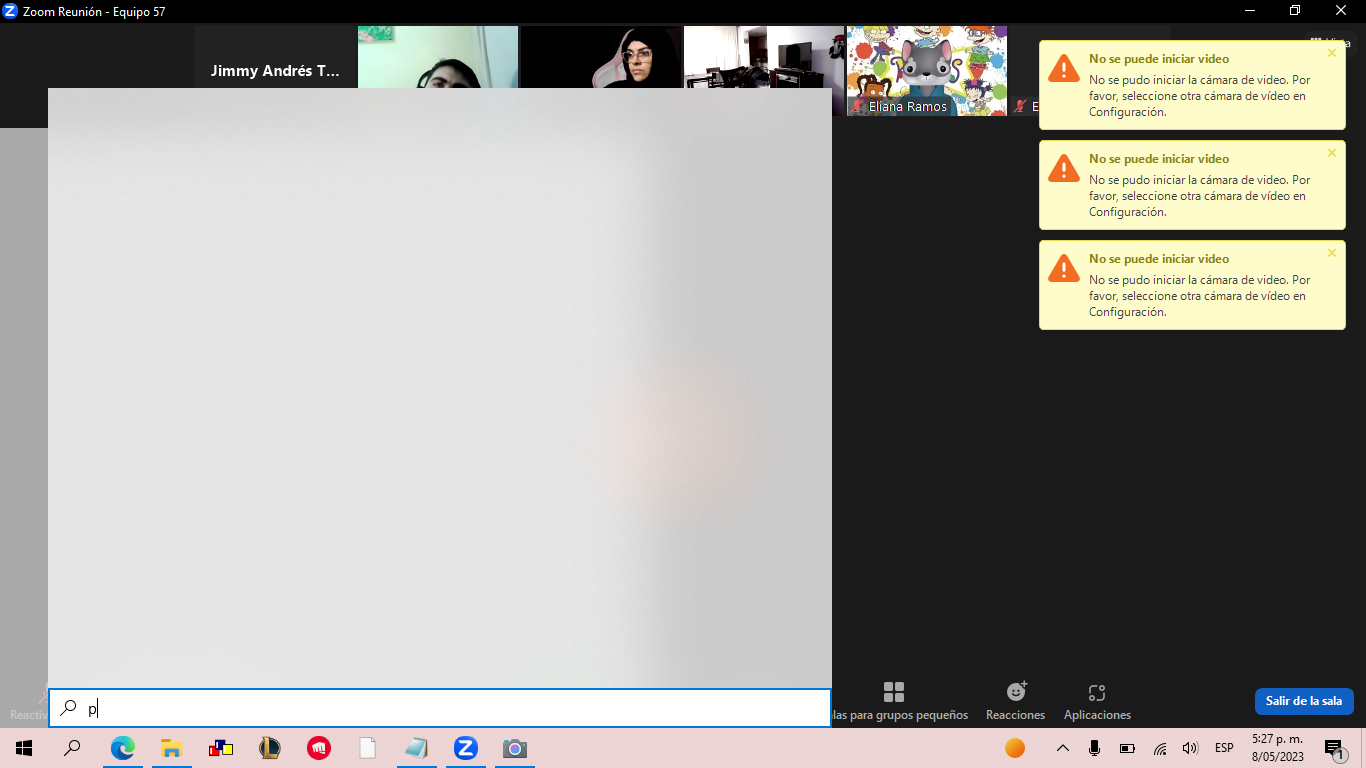 Zoom Reunión - Equipo 57
Jimmy Andrés T...
Eliana Ramos
E
No se puede iniciar video
No se pudo iniciar la cámara de video. Por
favor, seleccione otra cámara de vídeo en
Configuración.
No se puede iniciar video
No se pudo iniciar la cámara de video. Por
favor, seleccione otra cámara de vídeo en
Configuración.
No se puede iniciar video
No se pudo iniciar la cámara de video. Por
favor, seleccione otra cámara de vídeo en
Configuración.
p
para grupos pequeños
Reacciones
Aplicaciones
Salir de la sala
ESP
5:27 p. m.
8/05/2023
1